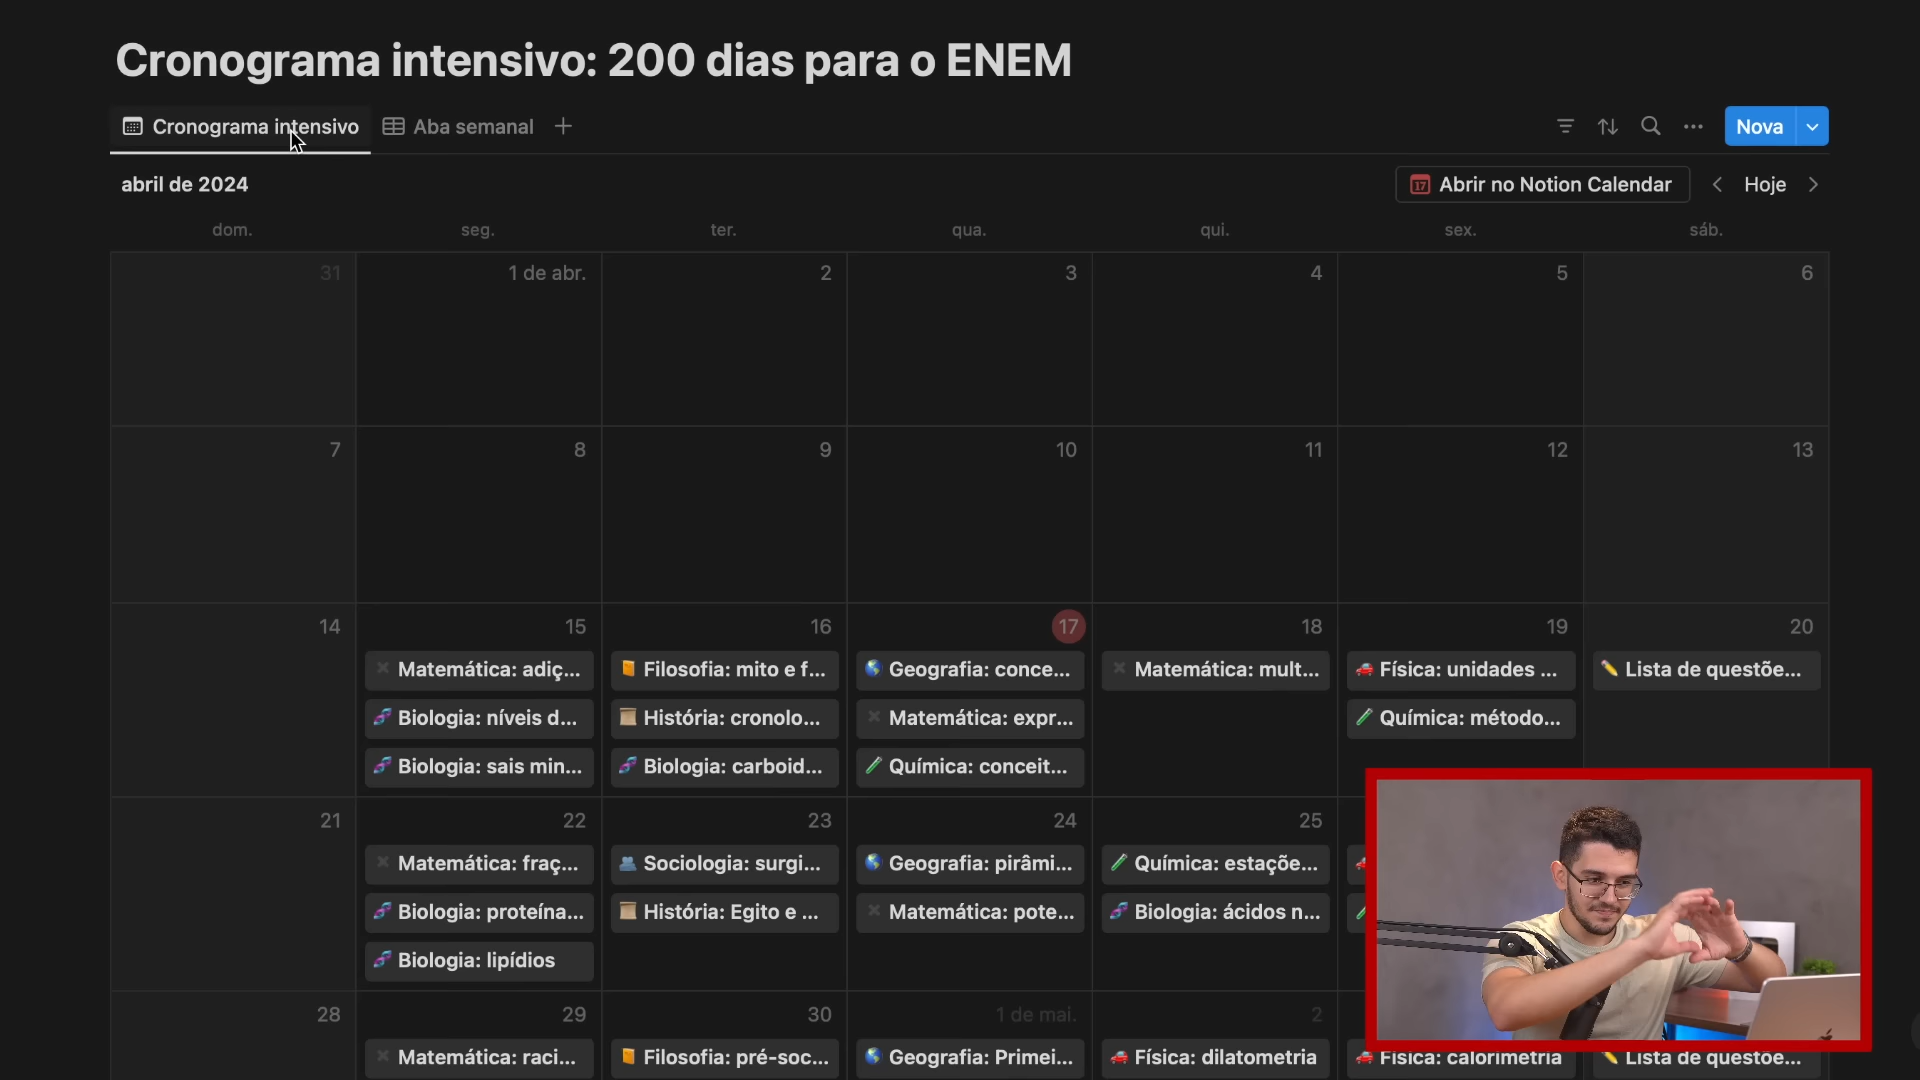 Cronograma intensivo: 200 dias para o ENEM
Cronograma intensivo Aba semanal Nova
abril de 2024 17 Abrir no Notion Calendar Hoje
dom. seg. ter. qua. qui. sex. sáb.
31 1 de abr. 2 3 4 5 6
7 8 9 10 11 12 13
14 15 16 17 18 19 20
Matemática: adiç... Filosofia: mito e f... Geografia: conce... Matemática: mult... Física: unidades ... Lista de questõe...
Biologia: níveis d... História: cronolo... Matemática: expr... Química: método...
Biologia: sais min... Biologia: carboid... Química: conceit...
21 22 23 24 25
Matemática: fraç... Sociologia: surgi... Geografia: pirâmi... Química: estaçõe...
Biologia: proteína... História: Egito e ... Matemática: pote... Biologia: ácidos n...
Biologia: lipídios
28 29 30 1 de mai. 2
Matemática: raci... Filosofia: pré-soc... Geografia: Primei... Física: dilatometria Física: calorimetria Lista de questõe...